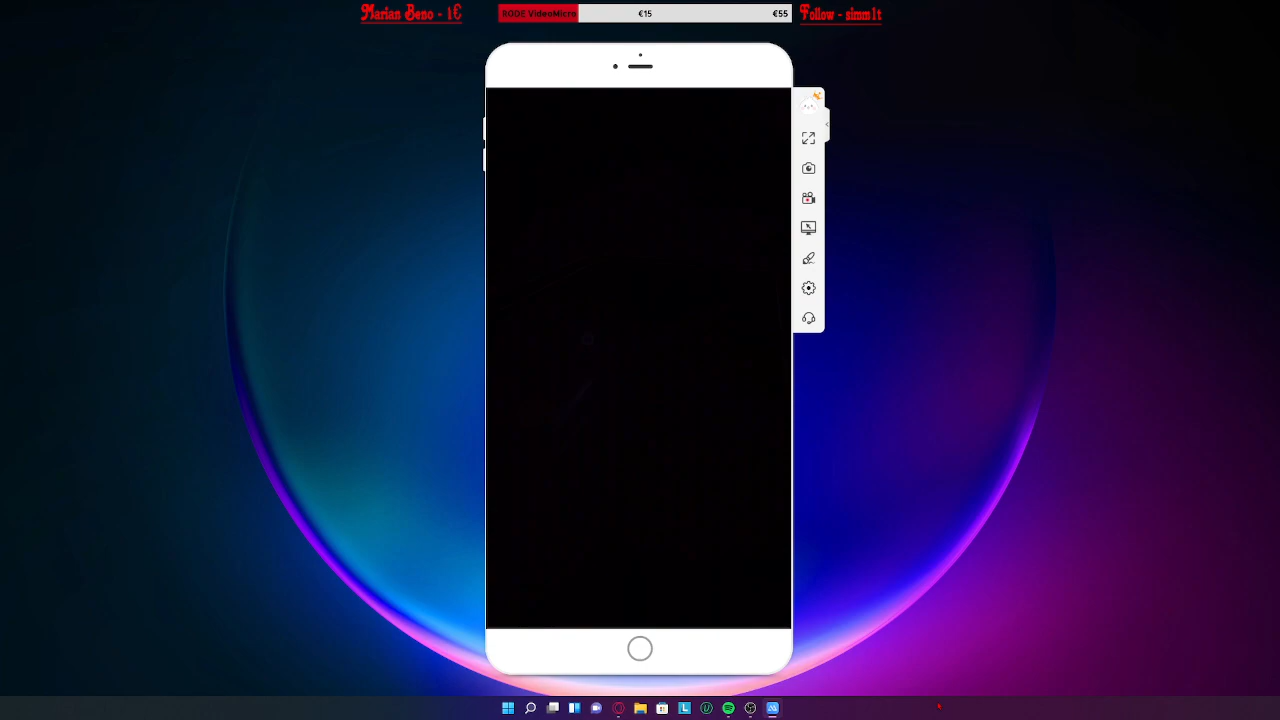 Marian Beno - 1€
RODE VideoMicro
€15
€55
Follow - simm1t